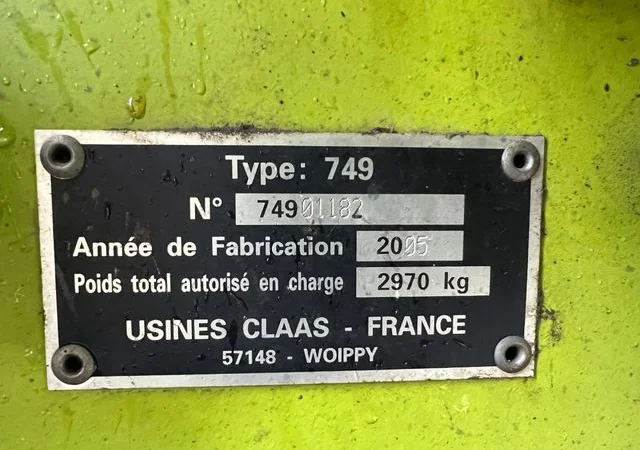 Type: 749
N° 74901182
Année de Fabrication 2005
Poids total autorisé en charge 2970 kg
USINES CLAAS - FRANCE
57148 - WOIPPY